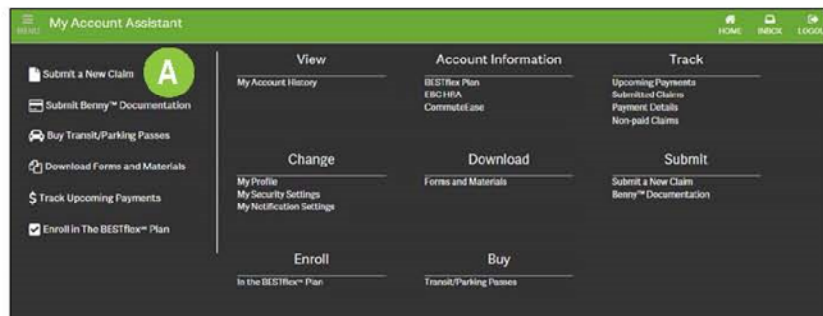 MENU My Account Assistant HOME INBOX LOGOUT
Submit a New Claim A
Submit Benny™ Documentation
Buy Transit/Parking Passes
Download Forms and Materials
$ Track Upcoming Payments
Enroll in The BESTflex℠ Plan
View
My Account History
Account Information
BESTflex Plan
EBC HRA
CommuteEase
Track
Upcoming Payments
Submitted Claims
Payment Details
Non-paid Claims
Change
My Profile
My Security Settings
My Notification Settings
Download
Forms and Materials
Submit
Submit a New Claim
Benny™ Documentation
Enroll
In the BESTflex℠ Plan
Buy
Transit/Parking Passes